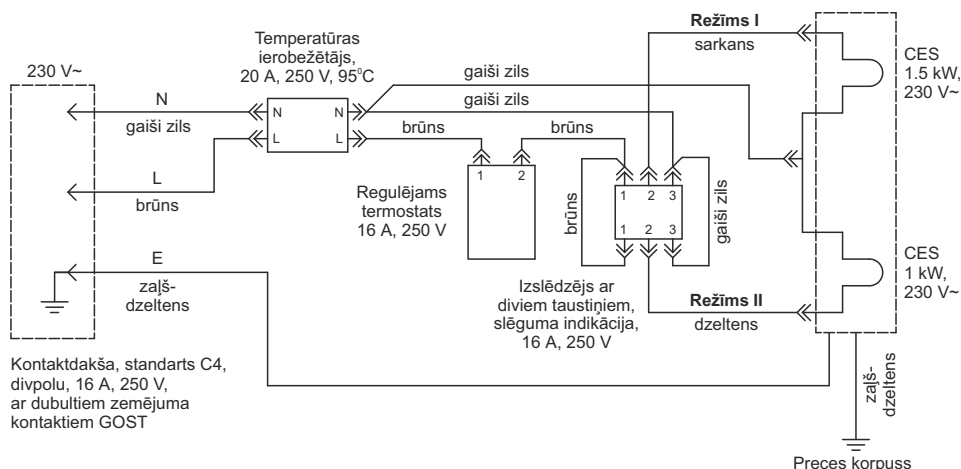 230 V~
N
gaiši zils
L
brūns
E
zaļš-
dzeltens
Kontaktdakša, standarts C4,
divpolu, 16 A, 250 V,
ar dubultiem zemējuma
kontaktiem GOST
Temperatūras
ierobežētājs,
20 A, 250 V, 95°C
N N
L L
gaiši zils
gaiši zils
brūns
brūns
1 2
Regulējams
termostats
16 A, 250 V
Režīms I
sarkans
1 2 3
1 2 3
brūns
gaiši zils
Izslēdzējs ar
diviem taustiņiem,
slēguma indikācija,
16 A, 250 V
Režīms II
dzeltens
CES
1.5 kW,
230 V~
CES
1 kW,
230 V~
zaļš-
dzeltens
Preces korpuss